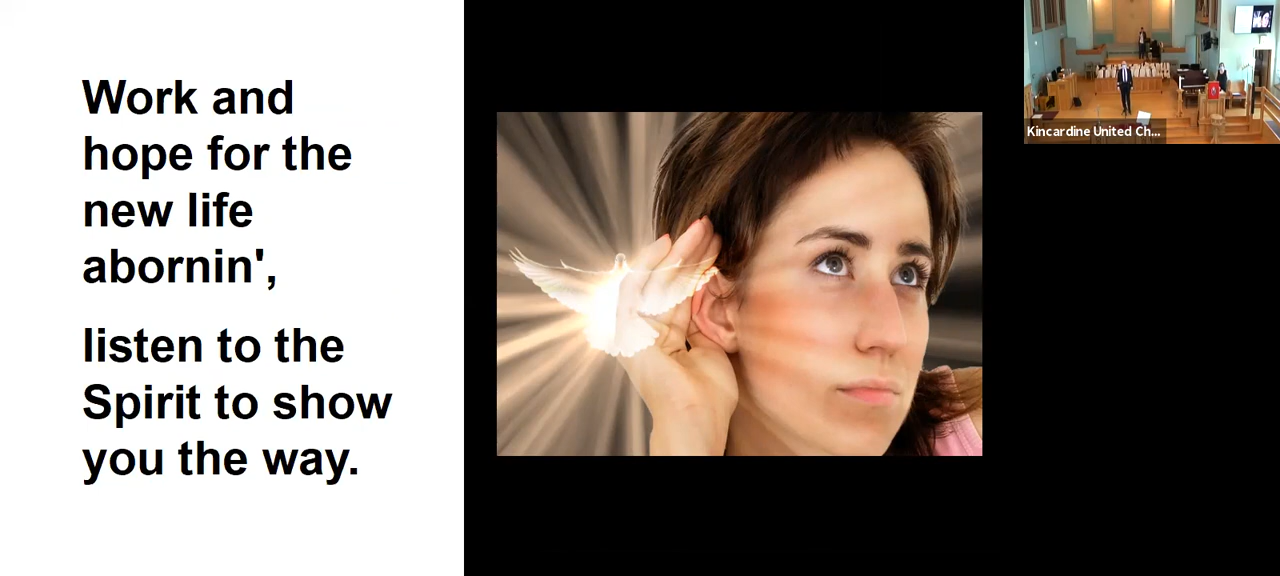 Work and
hope for the
new life
abornin',
listen to the
Spirit to show
you the way.
Kincardine United Ch...